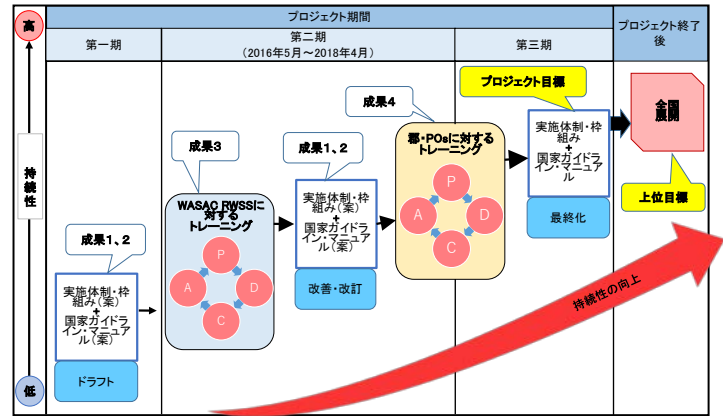 高
持続性
低
プロジェクト期間
プロジェクト終了
後
第一期
第二期
(2016年5月~2018年4月)
第三期
成果1、2
実施体制・枠
組み(案)
+
国家ガイドラ
イン・マニュア
ル(案)
ドラフト
成果3
WASAC RWSSに
対する
トレーニング
P
A
D
C
成果1、2
実施体制・枠
組み(案)
+
国家ガイドラ
イン・マニュア
ル(案)
改善・改訂
成果4
郡・POsに対する
トレーニング
P
A
D
C
プロジェクト目標
実施体制・枠
組み
+
国家ガイドラ
イン・マニュア
ル
最終化
全国
展開
上位目標
持続性の向上